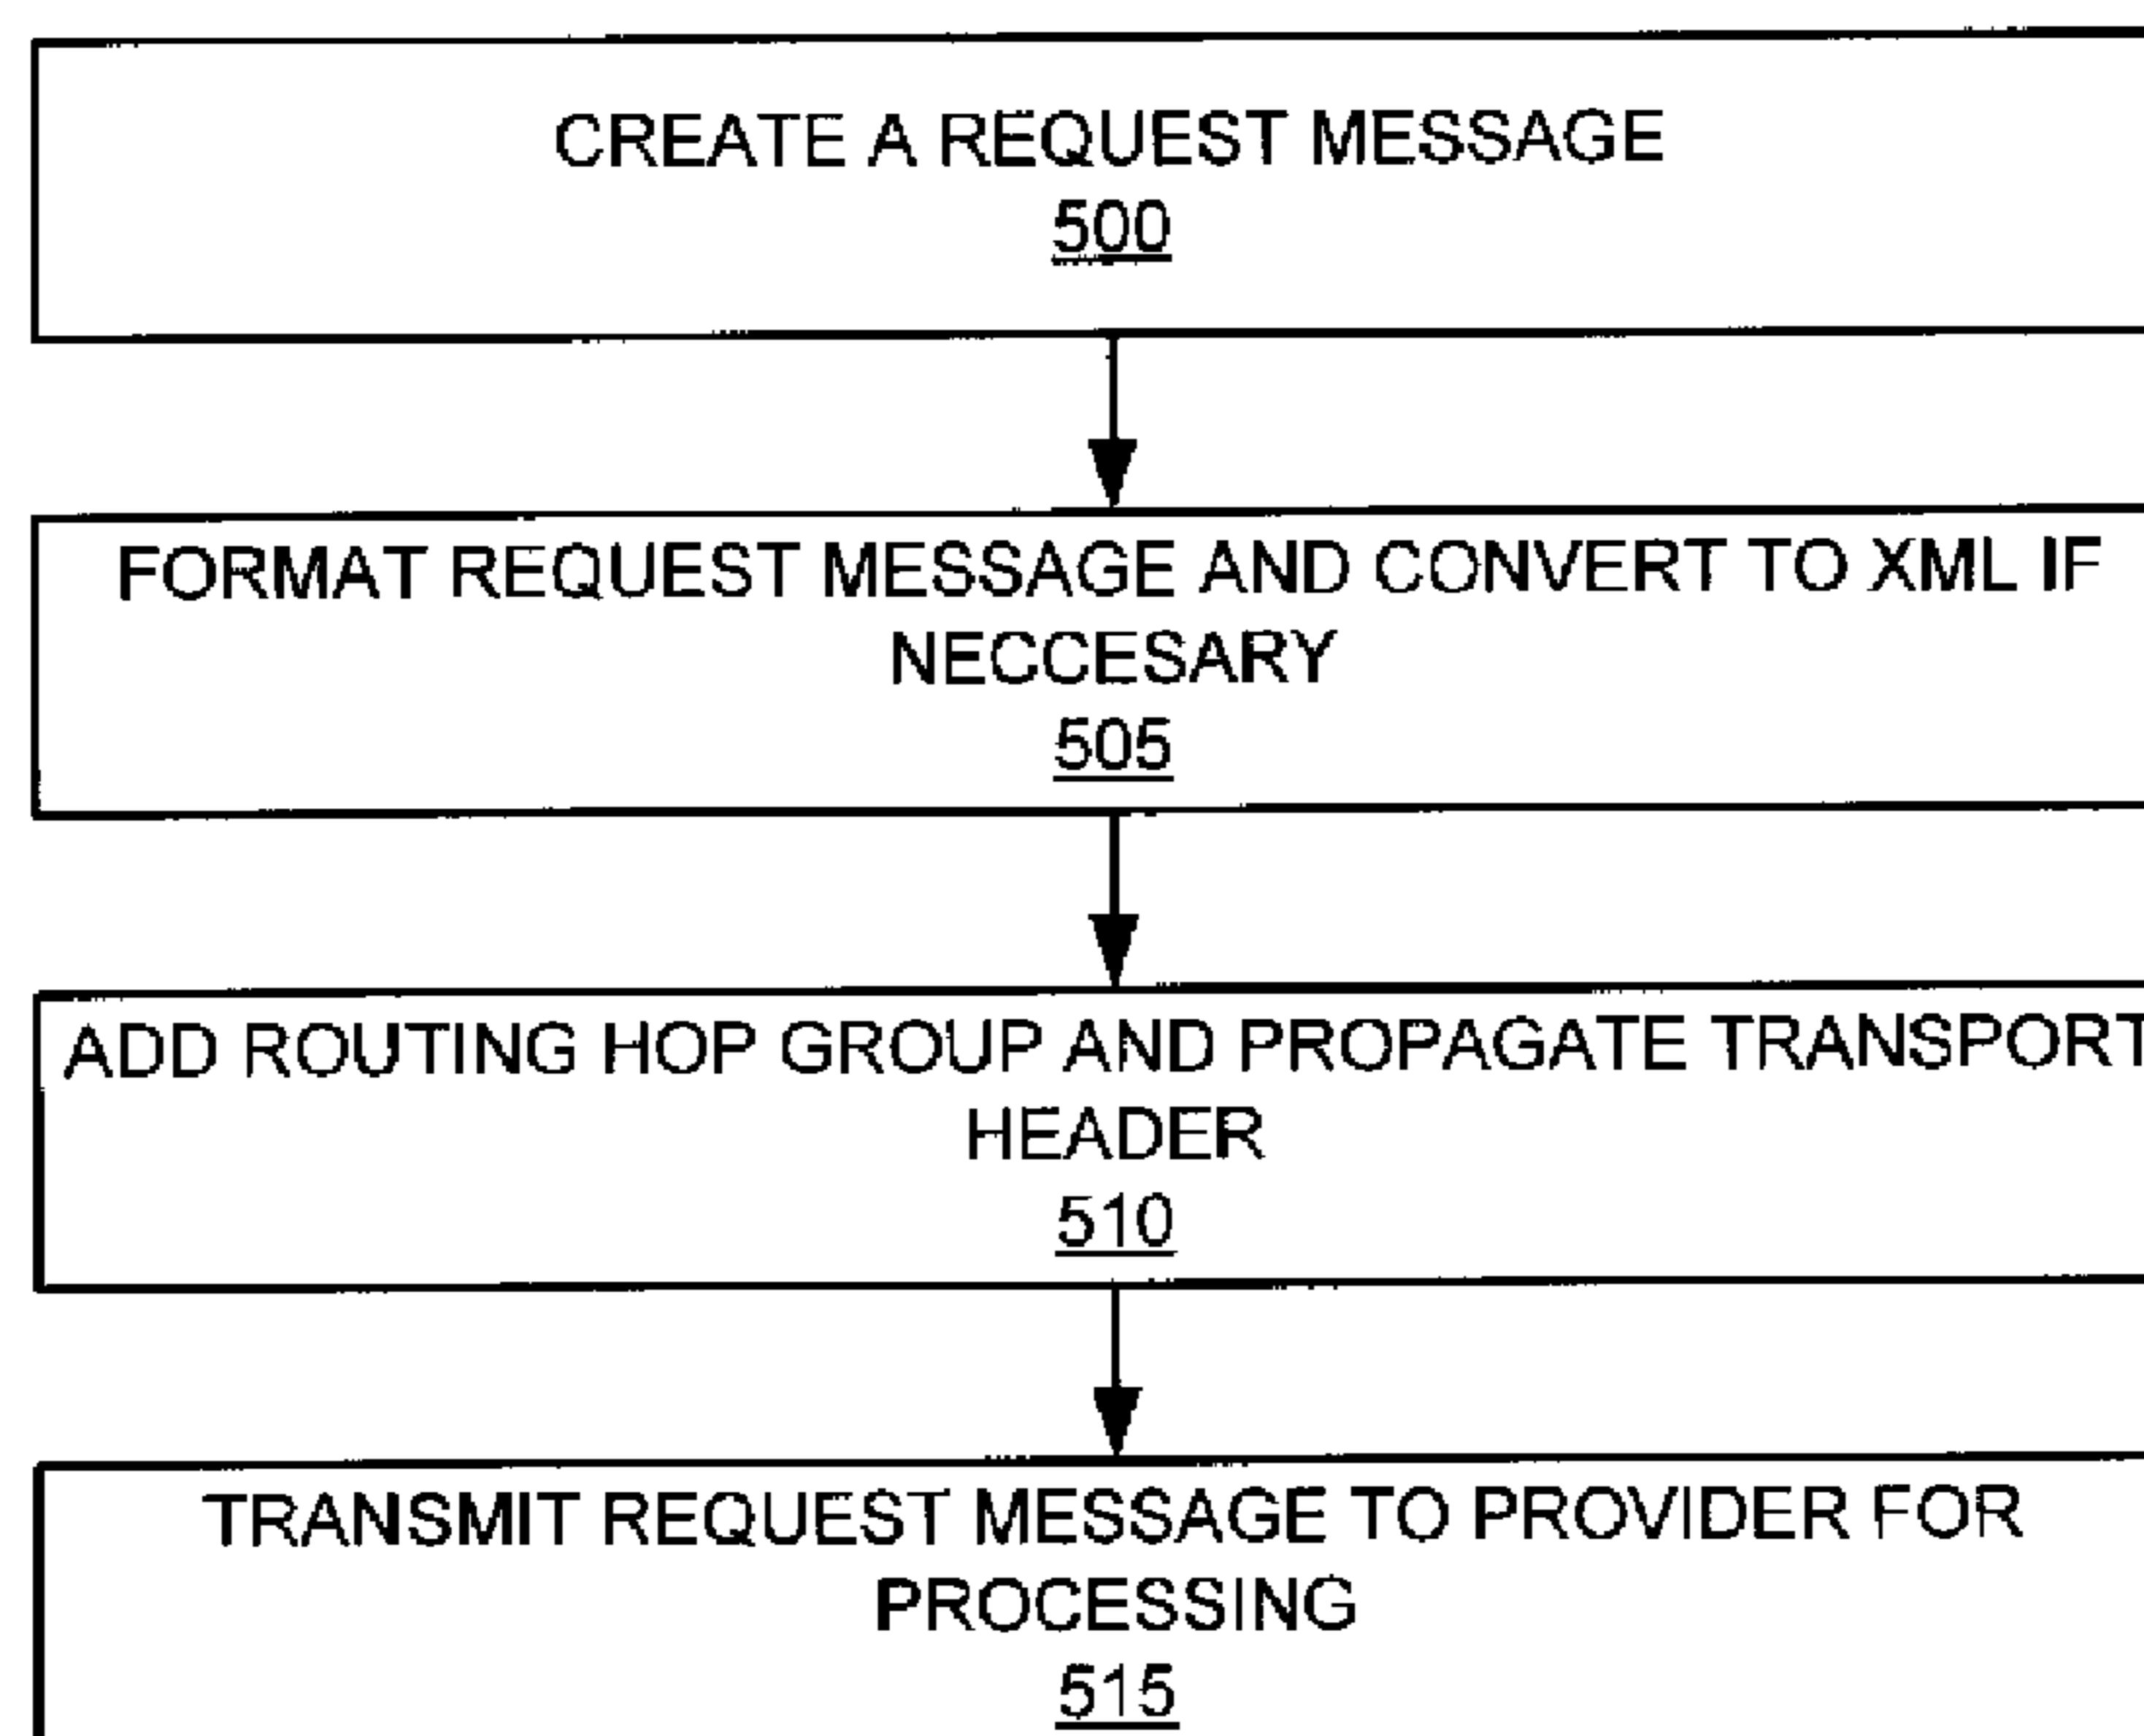 CREATE A REQUEST MESSAGE
500
FORMAT REQUEST MESSAGE AND CONVERT TO XML IF
NECCESARY
505
ADD ROUTING HOP GROUP AND PROPAGATE TRANSPORT
HEADER
510
TRANSMIT REQUEST MESSAGE TO PROVIDER FOR
PROCESSING
515